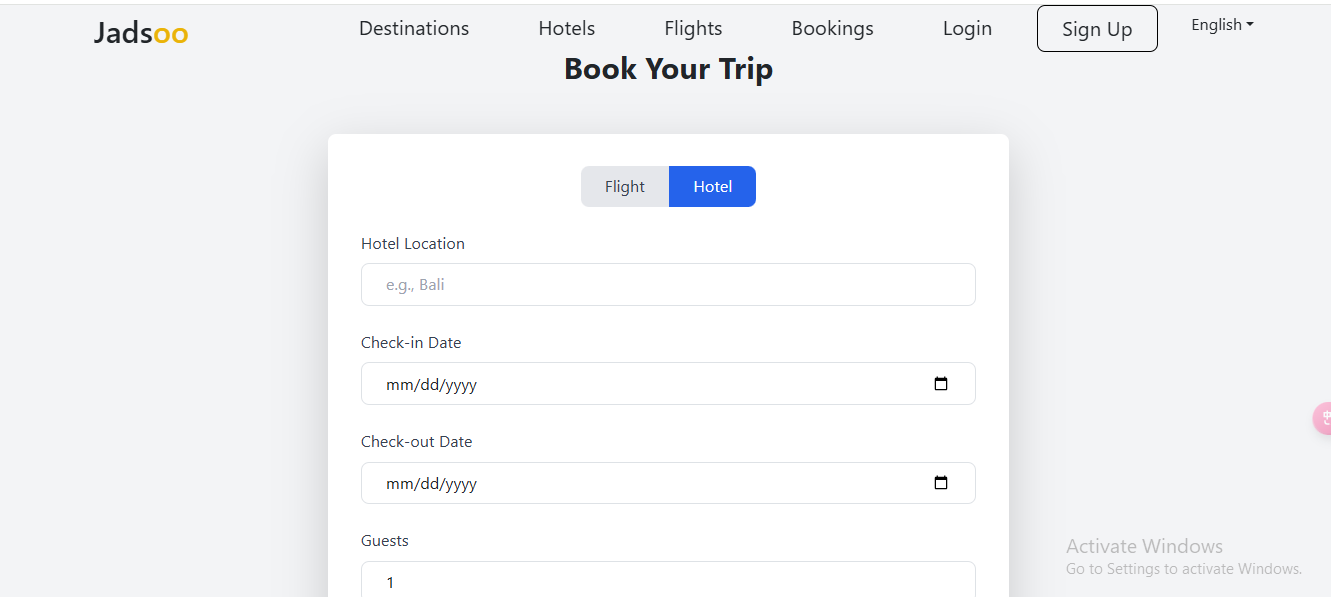 Jadsoo Destinations Hotels Flights Bookings Login Sign Up English
Book Your Trip
Flight Hotel
Hotel Location
e.g., Bali
Check-in Date
mm/dd/yyyy
Check-out Date
mm/dd/yyyy
Guests
1
Activate Windows
Go to Settings to activate Windows.